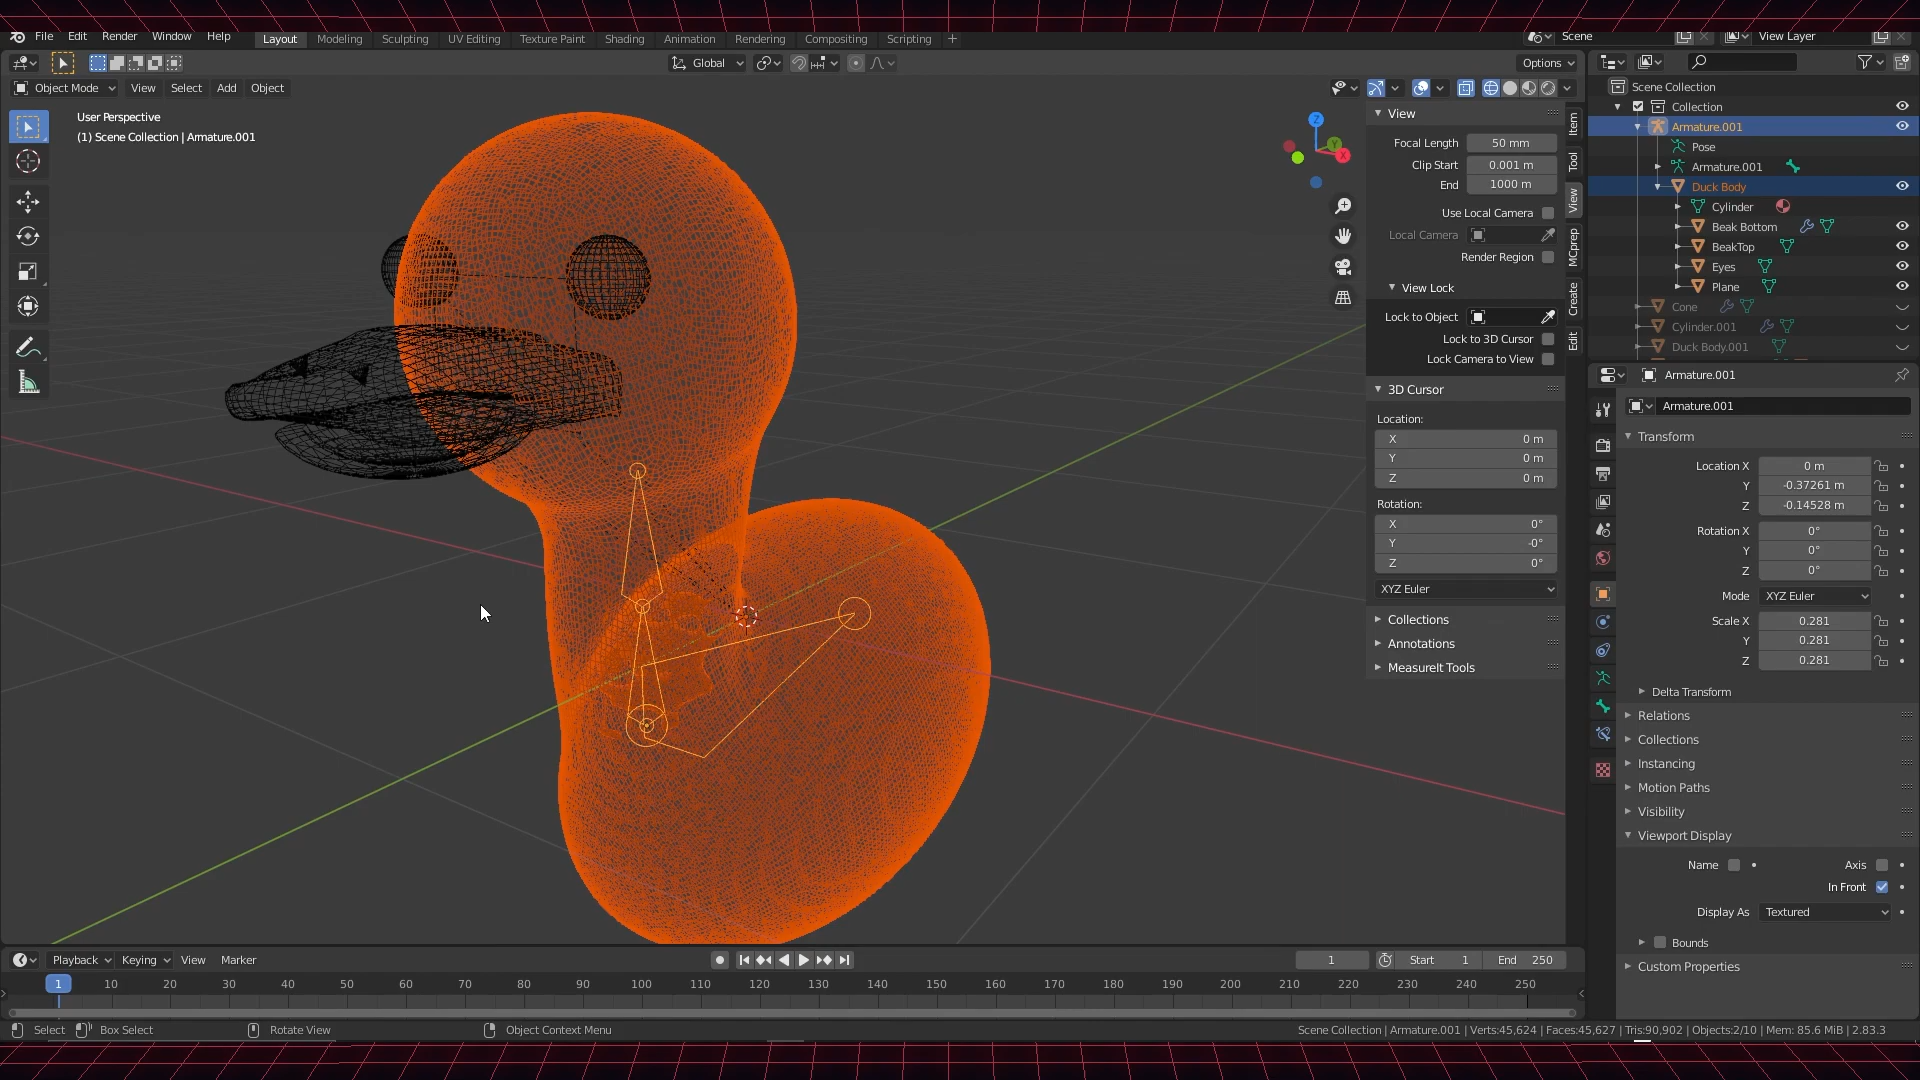 File Edit Render Window Help Layout Modeling Sculpting UV Editing Texture Paint Shading Animation Rendering Compositing Scripting + Scene View Layer
Global Options
Object Mode View Select Add Object
User Perspective
(1) Scene Collection | Armature.001
Z
Y
X
View
Focal Length 50 mm
Clip Start 0.001 m
End 1000 m
Use Local Camera
Local Camera
Render Region
View Lock
Lock to Object
Lock to 3D Cursor
Lock Camera to View
3D Cursor
Location:
X 0 m
Y 0 m
Z 0 m
Rotation:
X 0°
Y -0°
Z 0°
XYZ Euler
Collections
Annotations
MeasureIt Tools
Item
Tool
View
MCprep
Create
Edit
Scene Collection
Collection
Armature.001
Pose
Armature.001
Duck Body
Cylinder
Beak Bottom
BeakTop
Eyes
Plane
Cone
Cylinder.001
Duck Body.001
Armature.001
Armature.001
Transform
Location X 0 m
Y -0.37261 m
Z -0.14528 m
Rotation X 0°
Y 0°
Z 0°
Mode XYZ Euler
Scale X 0.281
Y 0.281
Z 0.281
Delta Transform
Relations
Collections
Instancing
Motion Paths
Visibility
Viewport Display
Name Axis
In Front
Display As Textured
Bounds
Custom Properties
Playback Keying View Marker 1 Start 1 End 250
1 10 20 30 40 50 60 70 80 90 100 110 120 130 140 150 160 170 180 190 200 210 220 230 240 250
Select Box Select Rotate View Object Context Menu Scene Collection | Armature.001 | Verts:45,624 | Faces:45,627 | Tris:90,902 | Objects:2/10 | Mem: 85.6 MiB | 2.83.3